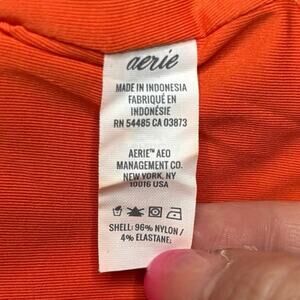 aerie
MADE IN INDONESIA
FABRIQUÉ EN
INDONÉSIE
RN 54485 CA 03873
AERIE™ AEO
MANAGEMENT CO.
NEW YORK, NY
10016 USA
SHELL: 96% NYLON /
4% ELASTANE;